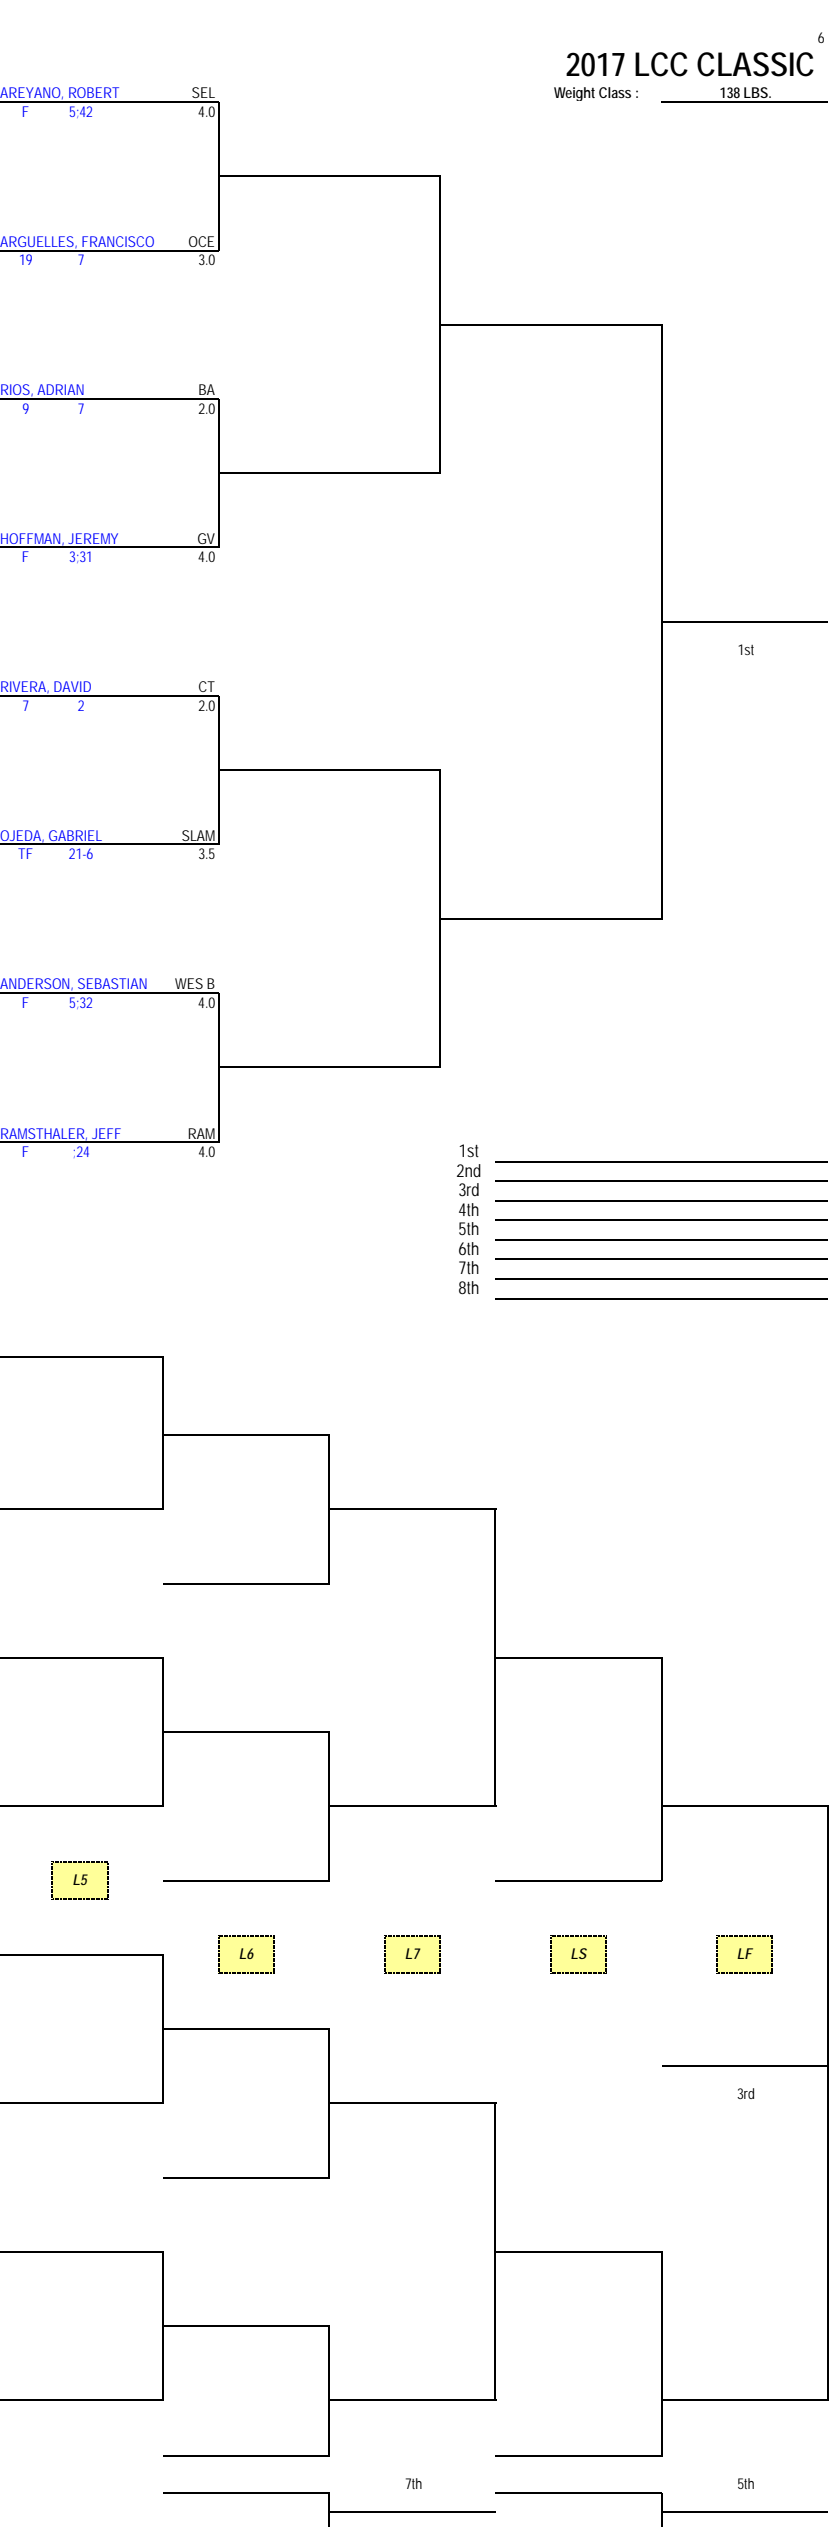 6
2017 LCC CLASSIC
AREYANO, ROBERT SEL Weight Class : 138 LBS.
F 5;42 4.0
ARGUELLES, FRANCISCO OCE
19 7 3.0
RIOS, ADRIAN BA
9 7 2.0
HOFFMAN, JEREMY GV
F 3;31 4.0
1st
RIVERA, DAVID CT
7 2 2.0
OJEDA, GABRIEL SLAM
TF 21-6 3.5
ANDERSON, SEBASTIAN WES B
F 5;32 4.0
RAMSTHALER, JEFF RAM
F ;24 4.0
1st
2nd
3rd
4th
5th
6th
7th
8th
L5
L6 L7 LS LF
3rd
7th 5th